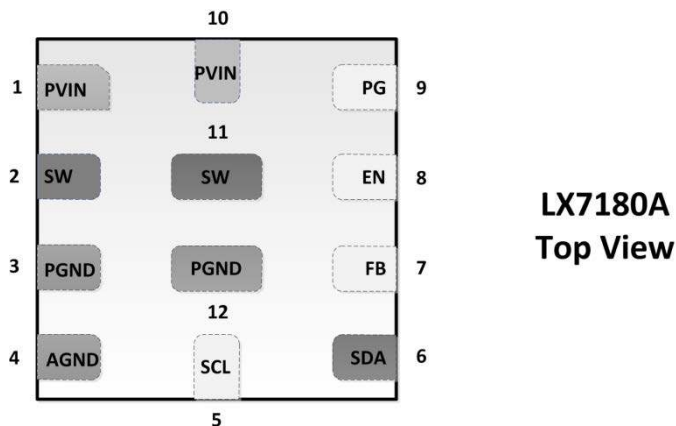 10
1 PVIN PVIN PG 9
11
2 SW SW EN 8
LX7180A
Top View
3 PGND PGND FB 7
12
4 AGND SCL SDA 6
5